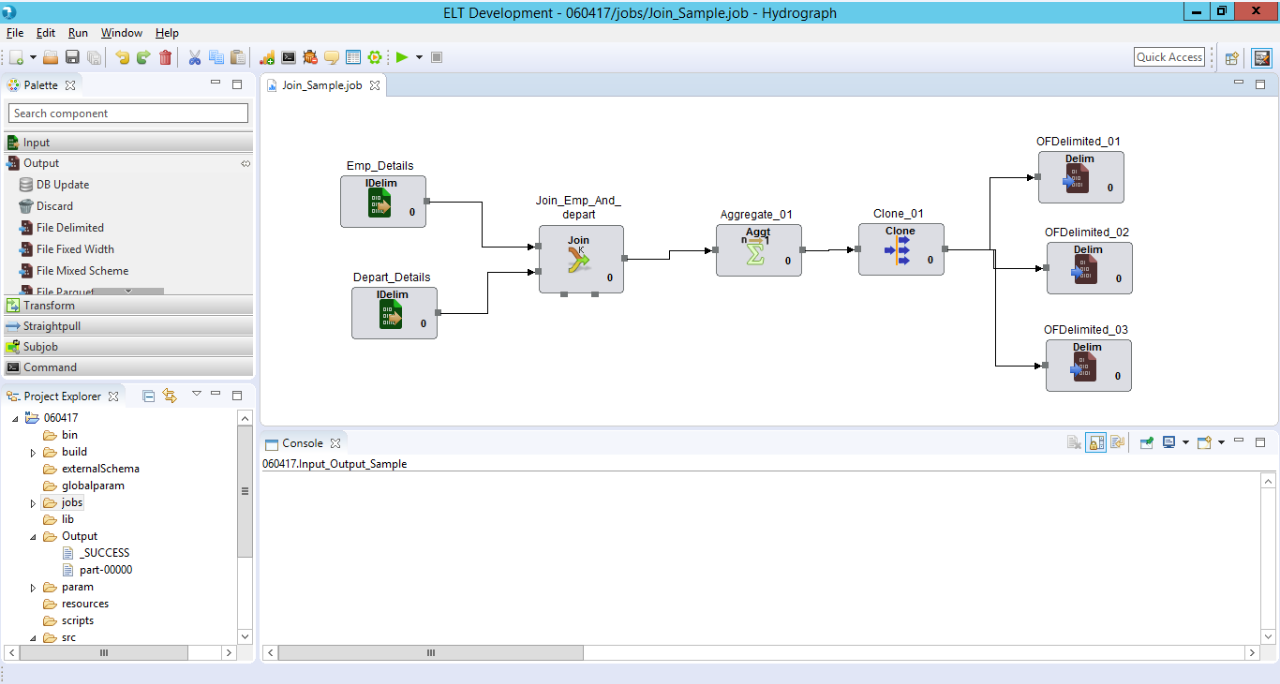 ELT Development - 060417/jobs/Join_Sample.job - Hydrograph
File Edit Run Window Help
Quick Access
Palette
Search component
Input
Output
DB Update
Discard
File Delimited
File Fixed Width
File Mixed Scheme
File Parquet
Transform
Straightpull
Subjob
Command
Project Explorer
060417
bin
build
externalSchema
globalparam
jobs
lib
Output
_SUCCESS
part-00000
param
resources
scripts
src
Join_Sample.job
Emp_Details
IDelim
0
Depart_Details
IDelim
0
Join_Emp_And_
depart
Join
K
0
Aggregate_01
Aggt
n 1
0
Clone_01
Clone
0
OFDelimited_01
Delim
0
OFDelimited_02
Delim
0
OFDelimited_03
Delim
0
Console
060417.Input_Output_Sample